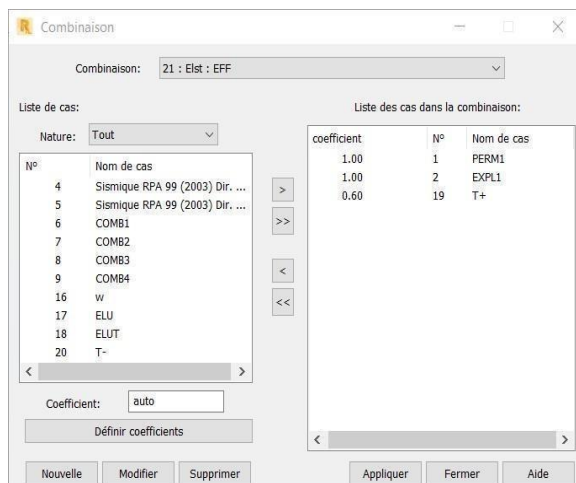 R Combinaison
Combinaison: 21 : Elst : EFF
Liste de cas:
Nature: Tout
N° Nom de cas
4 Sismique RPA 99 (2003) Dir. ...
5 Sismique RPA 99 (2003) Dir. ...
6 COMB1
7 COMB2
8 COMB3
9 COMB4
16 w
17 ELU
18 ELUT
20 T-
Coefficient: auto
Définir coefficients
Nouvelle Modifier Supprimer
>
>>
<
<<
Liste des cas dans la combinaison:
coefficient N° Nom de cas
1.00 1 PERM1
1.00 2 EXPL1
0.60 19 T+
Appliquer Fermer Aide